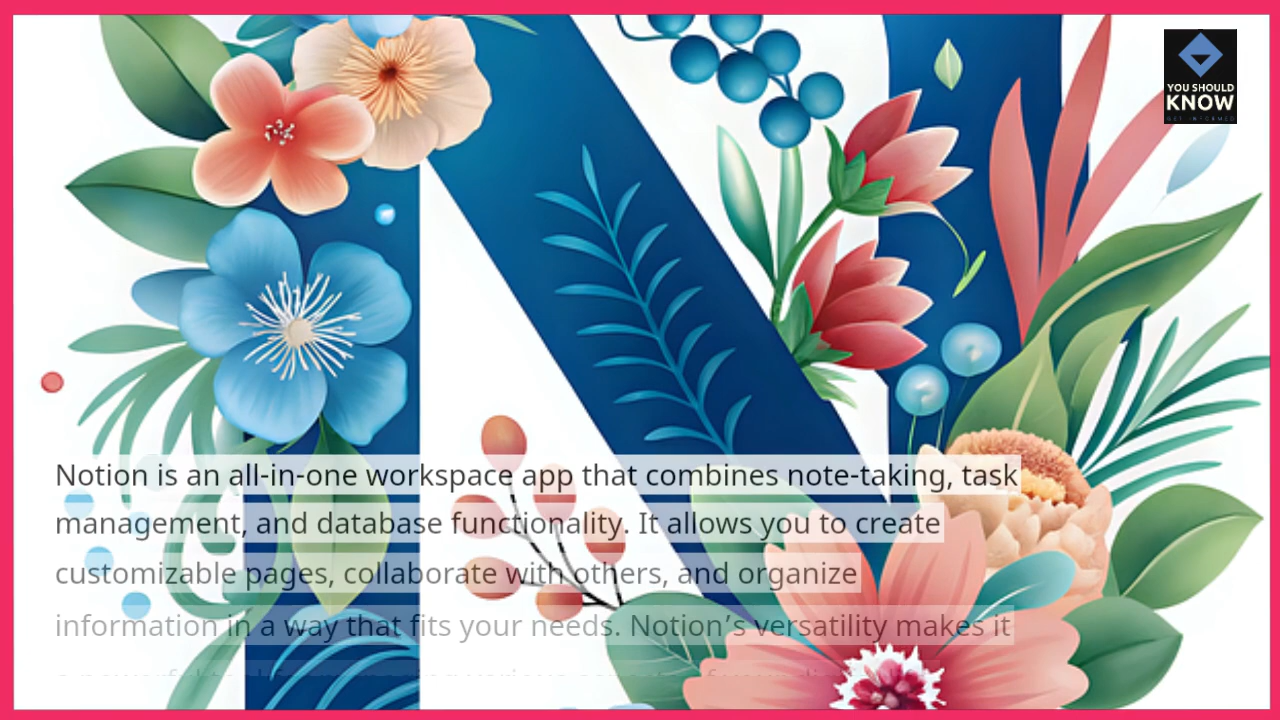 YOU SHOULD
KNOW
GET INFORMED
Notion is an all-in-one workspace app that combines note-taking, task
management, and database functionality. It allows you to create
customizable pages, collaborate with others, and organize
information in a way that fits your needs. Notion’s versatility makes it